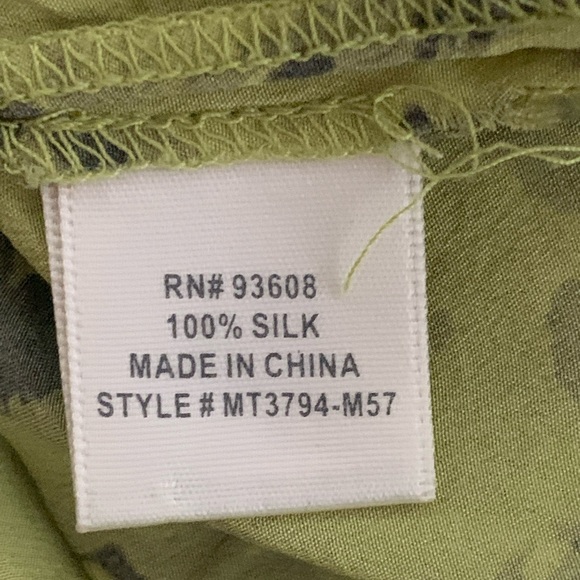 RN# 93608
100% SILK
MADE IN CHINA
STYLE # MT3794-M57